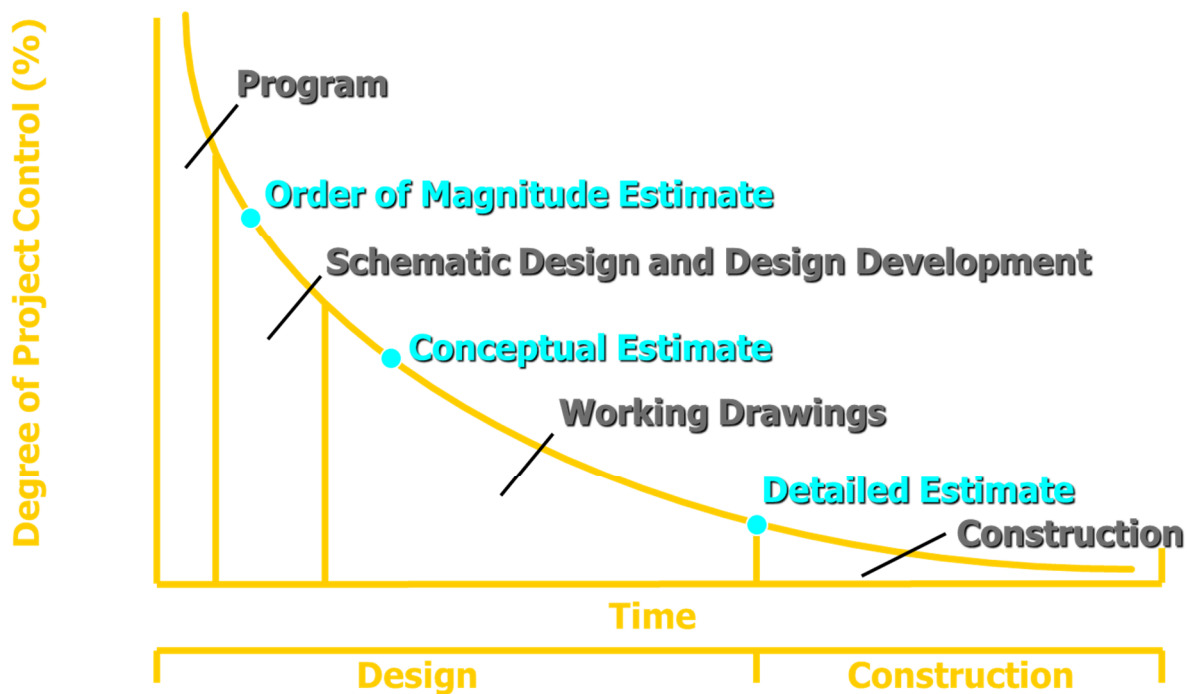 Degree of Project Control (%)
Program
Order of Magnitude Estimate
Schematic Design and Design Development
Conceptual Estimate
Working Drawings
Detailed Estimate
Construction
Time
Design
Construction